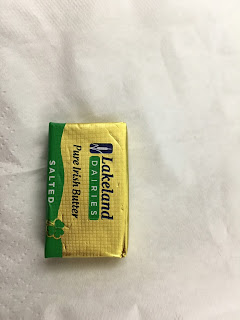 Lakeland
DAIRIES
Pure Irish Butter
SALTED